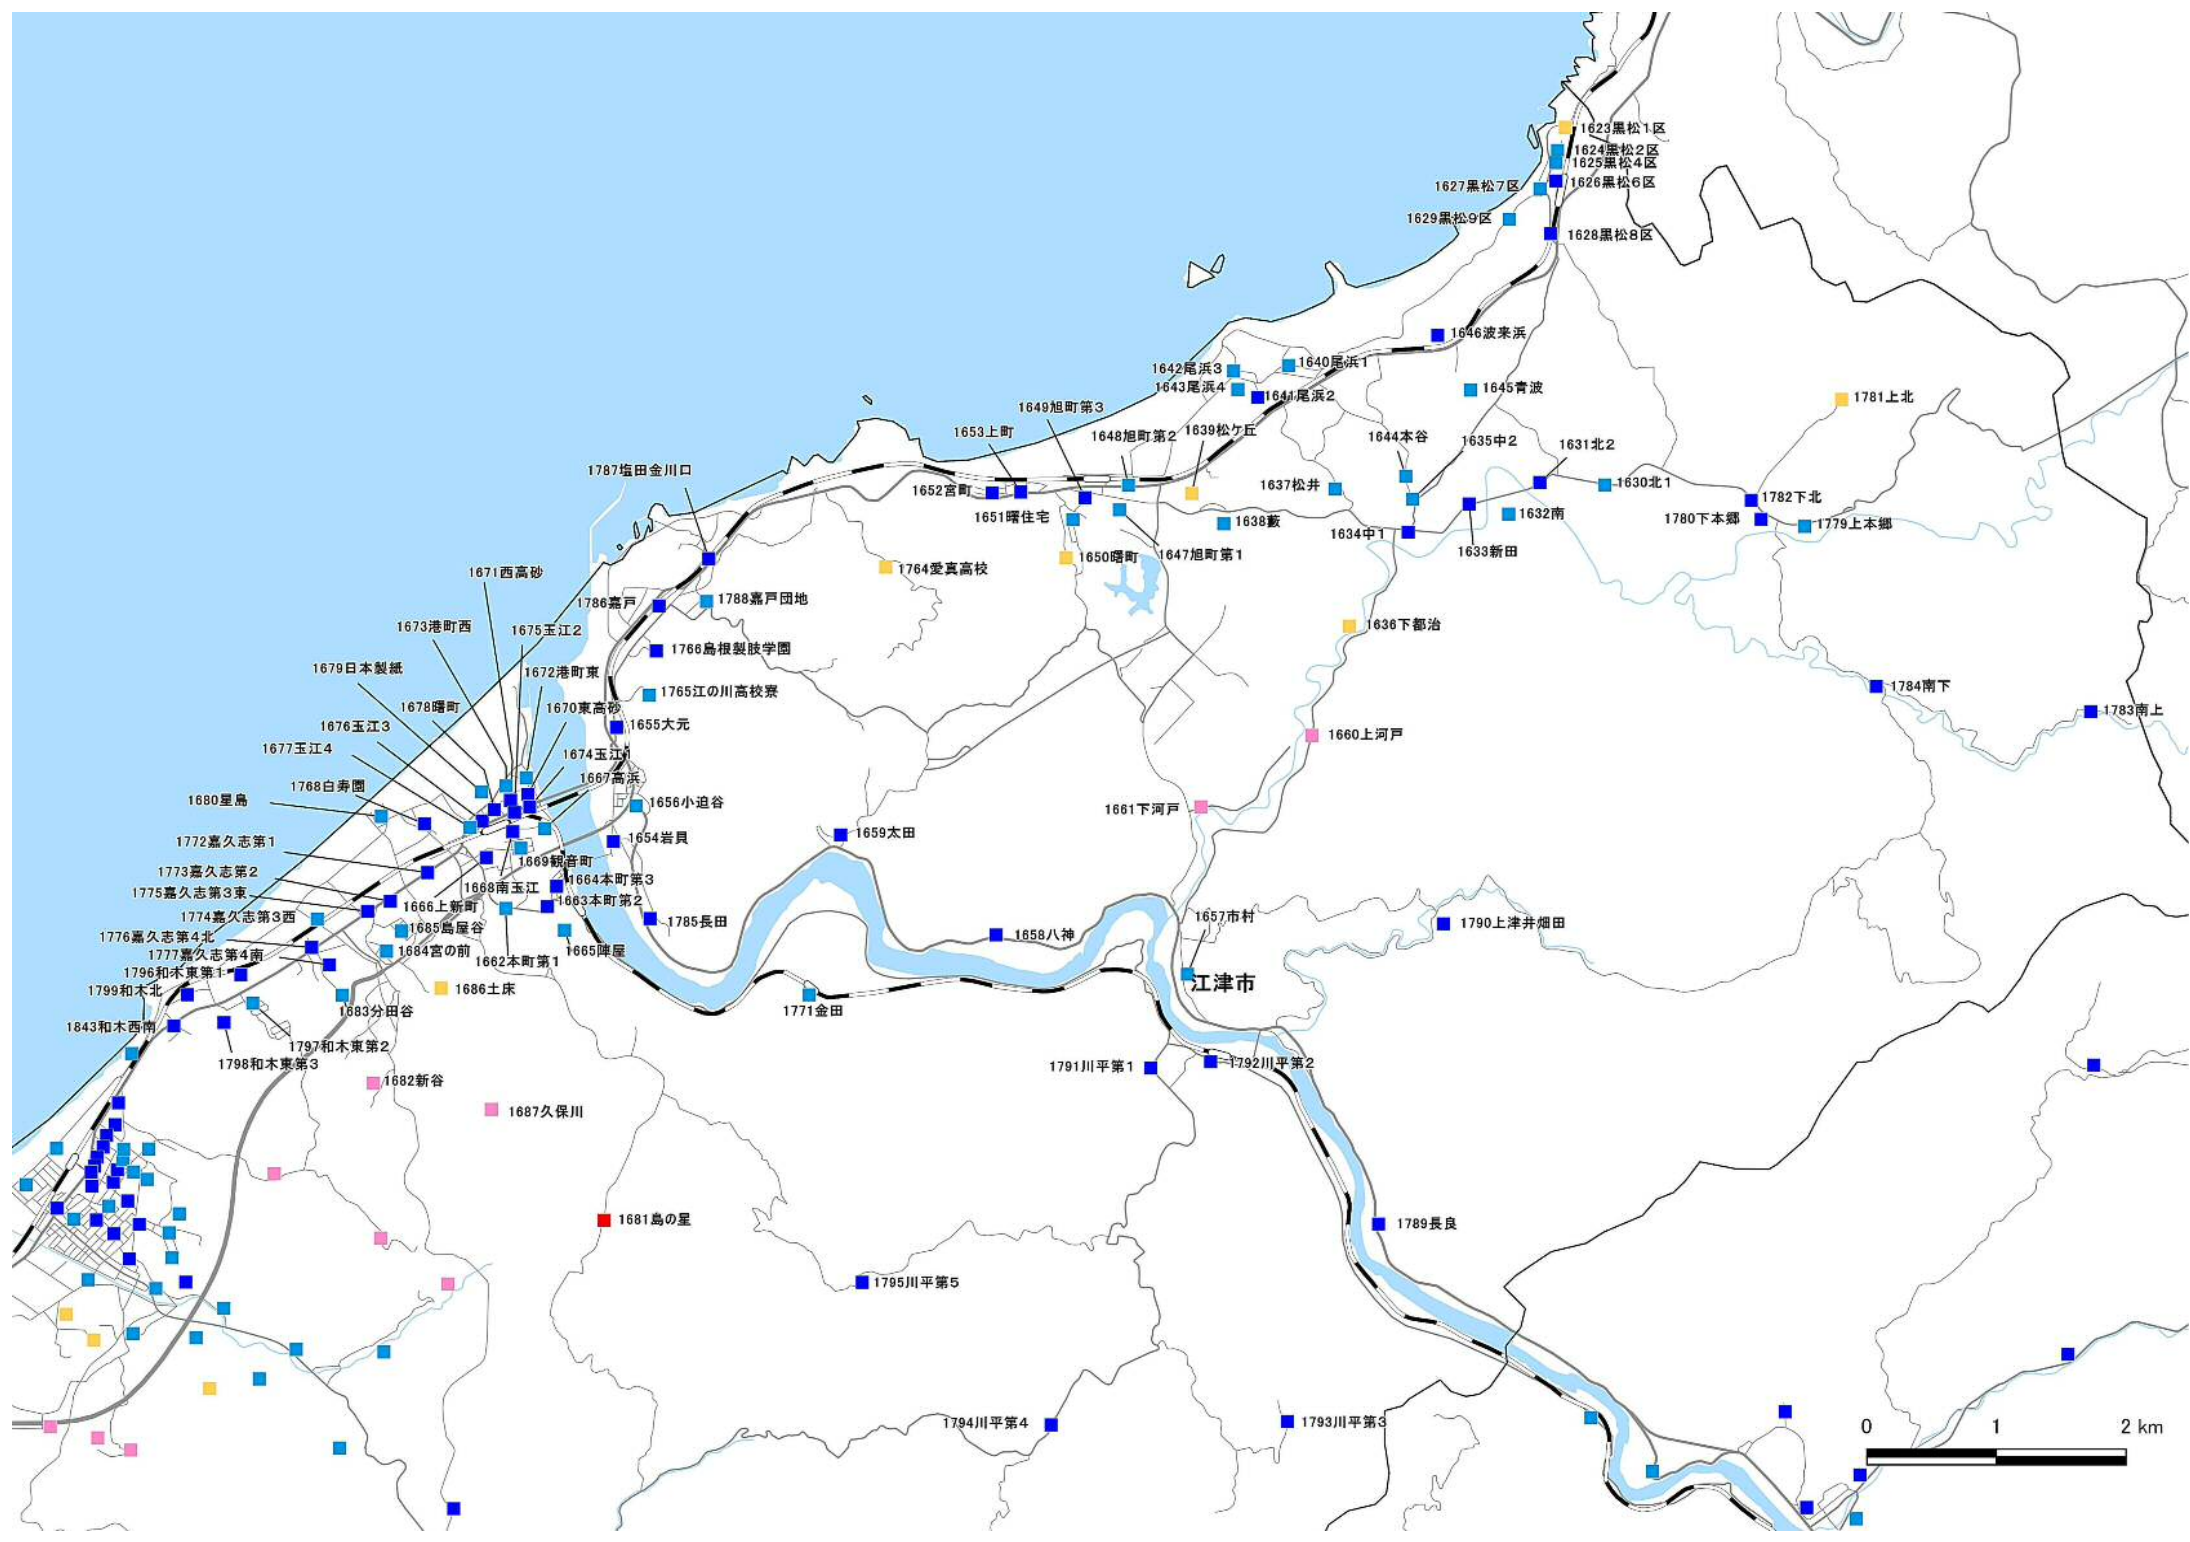 1623黒松1区
1624黒松2区
1625黒松4区
1627黒松7区
1626黒松6区
1629黒松9区
1628黒松8区
1646波来浜
1642尾浜3
1640尾浜1
1643尾浜4
1641尾浜2
1645青波
1781上北
1649旭町第3
1653上町
1648旭町第2
1639松ケ丘
1644本谷
1635中2
1631北2
1787塩田金川口
1652宮町
1637松井
1630北1
1782下北
1651曙住宅
1638藪
1632南
1780下本郷
1779上本郷
1634中1
1633新田
1650曙町
1647旭町第1
1764愛真高校
1671西高砂
1786嘉戸
1788嘉戸団地
1673港町西
1675玉江2
1636下都治
1766島根製肢学園
1679日本製紙
1672港町東
1765江の川高校寮
1784南下
1678曙町
1670東高砂
1783南上
1676玉江3
1655大元
1660上河戸
1677玉江4
1674玉江1
1667高浜
1768白寿園
1680星島
1656小迫谷
1661下河戸
1772嘉久志第1
1654岩貝
1659太田
1669観音町
1773嘉久志第2
1668南玉江
1664本町第3
1775嘉久志第3東
1666上新町
1663本町第2
1774嘉久志第3西
1685島屋谷
1785長田
1657市村
1790上津井畑田
1776嘉久志第4北
1658八神
1684宮の前
1665陣屋
1777嘉久志第4南
1662本町第1
1796和木東第1
江津市
1799和木北
1686土床
1683分田谷
1771金田
1843和木西南
1797和木東第2
1798和木東第3
1791川平第1
1792川平第2
1682新谷
1687久保川
1681島の星
1789長良
1795川平第5
1794川平第4
1793川平第3
0 1 2 km